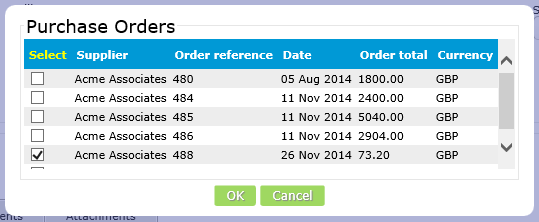 Purchase Orders
Select Supplier Order reference Date Order total Currency
Acme Associates 480 05 Aug 2014 1800.00 GBP
Acme Associates 484 11 Nov 2014 2400.00 GBP
Acme Associates 485 11 Nov 2014 5040.00 GBP
Acme Associates 486 11 Nov 2014 2904.00 GBP
Acme Associates 488 26 Nov 2014 73.20 GBP
OK Cancel
ents Attachments